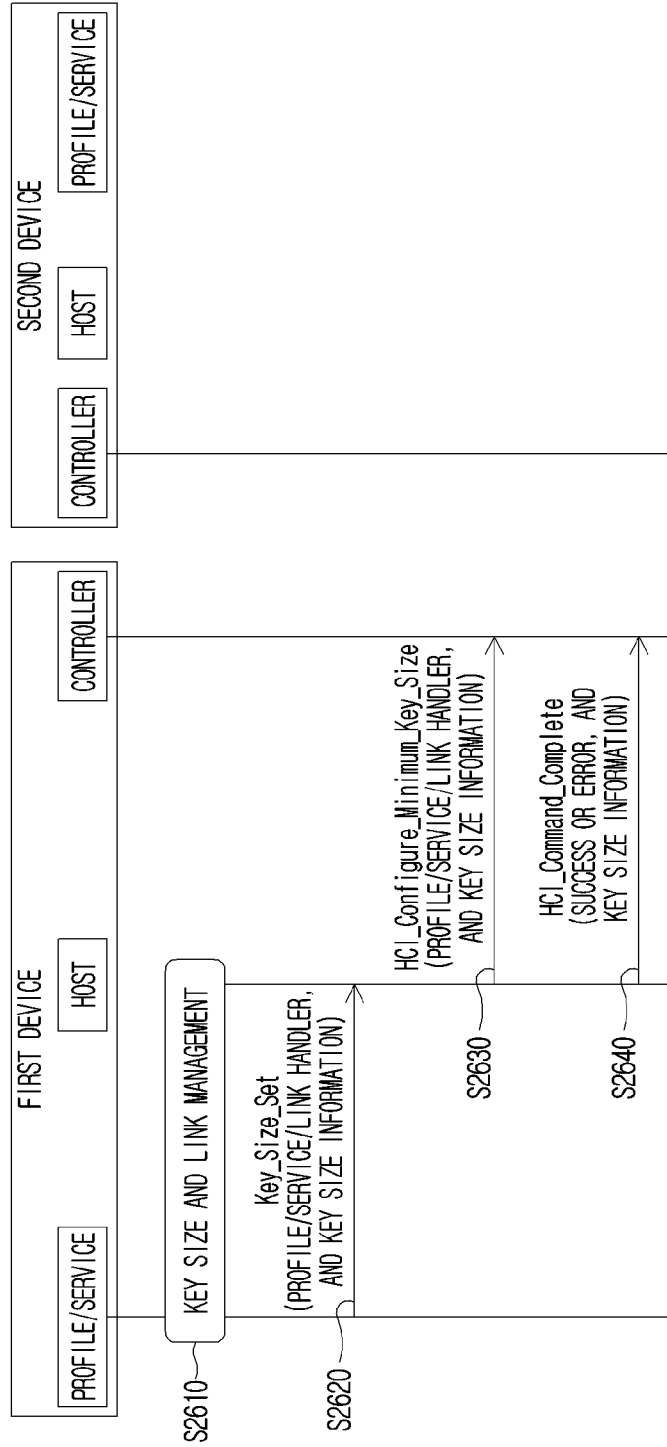 FIRST DEVICE
PROFILE/SERVICE
HOST
CONTROLLER
SECOND DEVICE
CONTROLLER
HOST
PROFILE/SERVICE
S2610
KEY SIZE AND LINK MANAGEMENT
Key_Size_Set
(PROFILE/SERVICE/LINK HANDLER,
AND KEY SIZE INFORMATION)
S2620
HCI_Configure_Minimum_Key_Size
(PROFILE/SERVICE/LINK HANDLER,
AND KEY SIZE INFORMATION)
S2630
HCI_Command_Complete
(SUCCESS OR ERROR, AND
KEY SIZE INFORMATION)
S2640